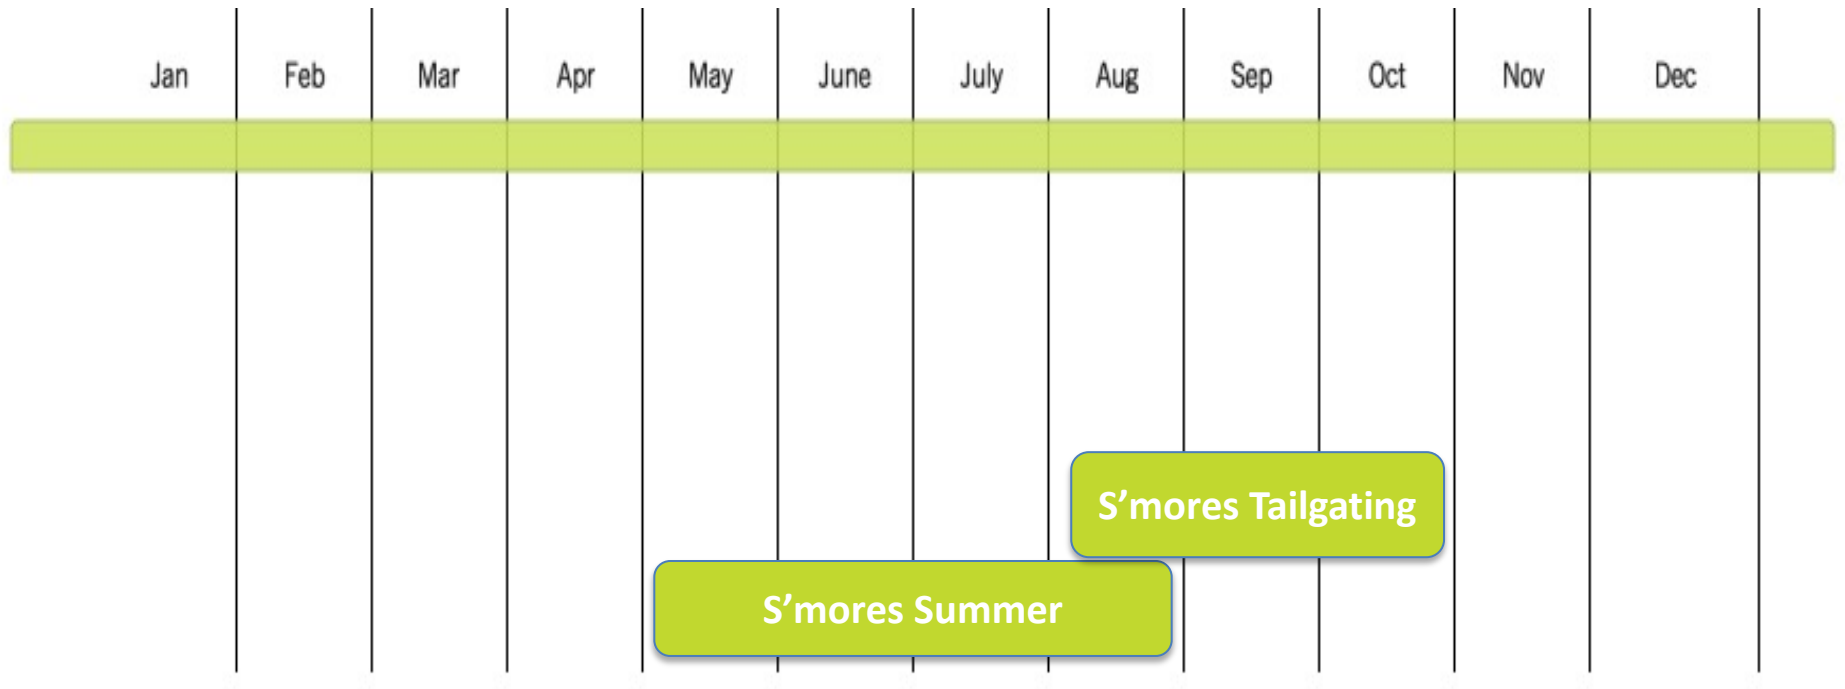 Jan Feb Mar Apr May June July Aug Sep Oct Nov Dec
S’mores Tailgating
S’mores Summer